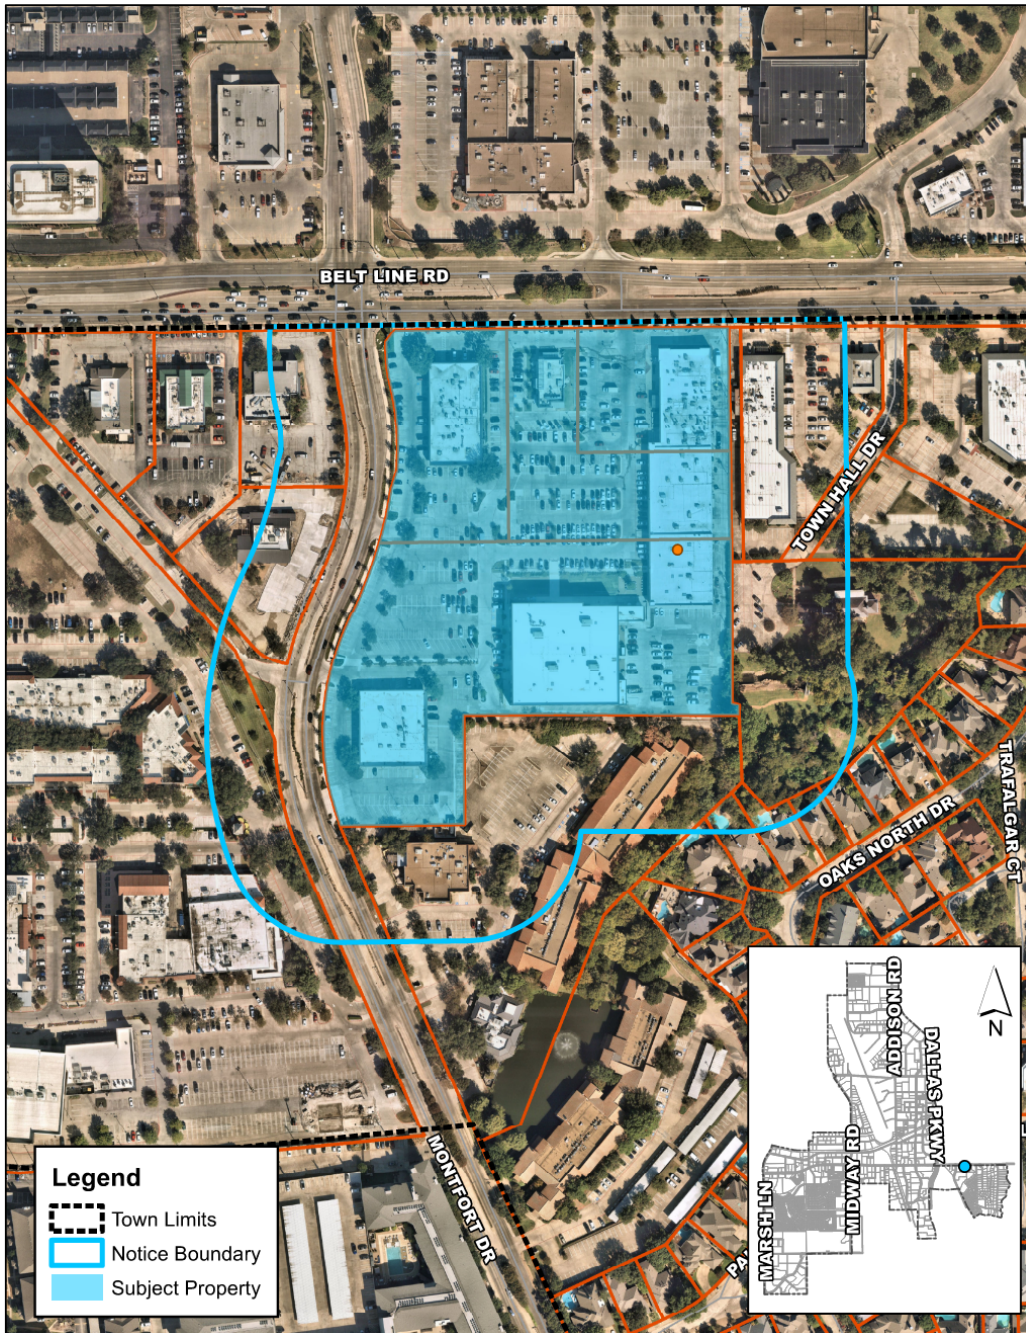 BELT LINE RD
TOWN HALL DR
TRAFALGAR CT
OAKS NORTH DR
MONTFORT DR
Legend
Town Limits
Notice Boundary
Subject Property
ADDISON RD
DALLAS PKWY
MIDWAY RD
MARSH LN
N